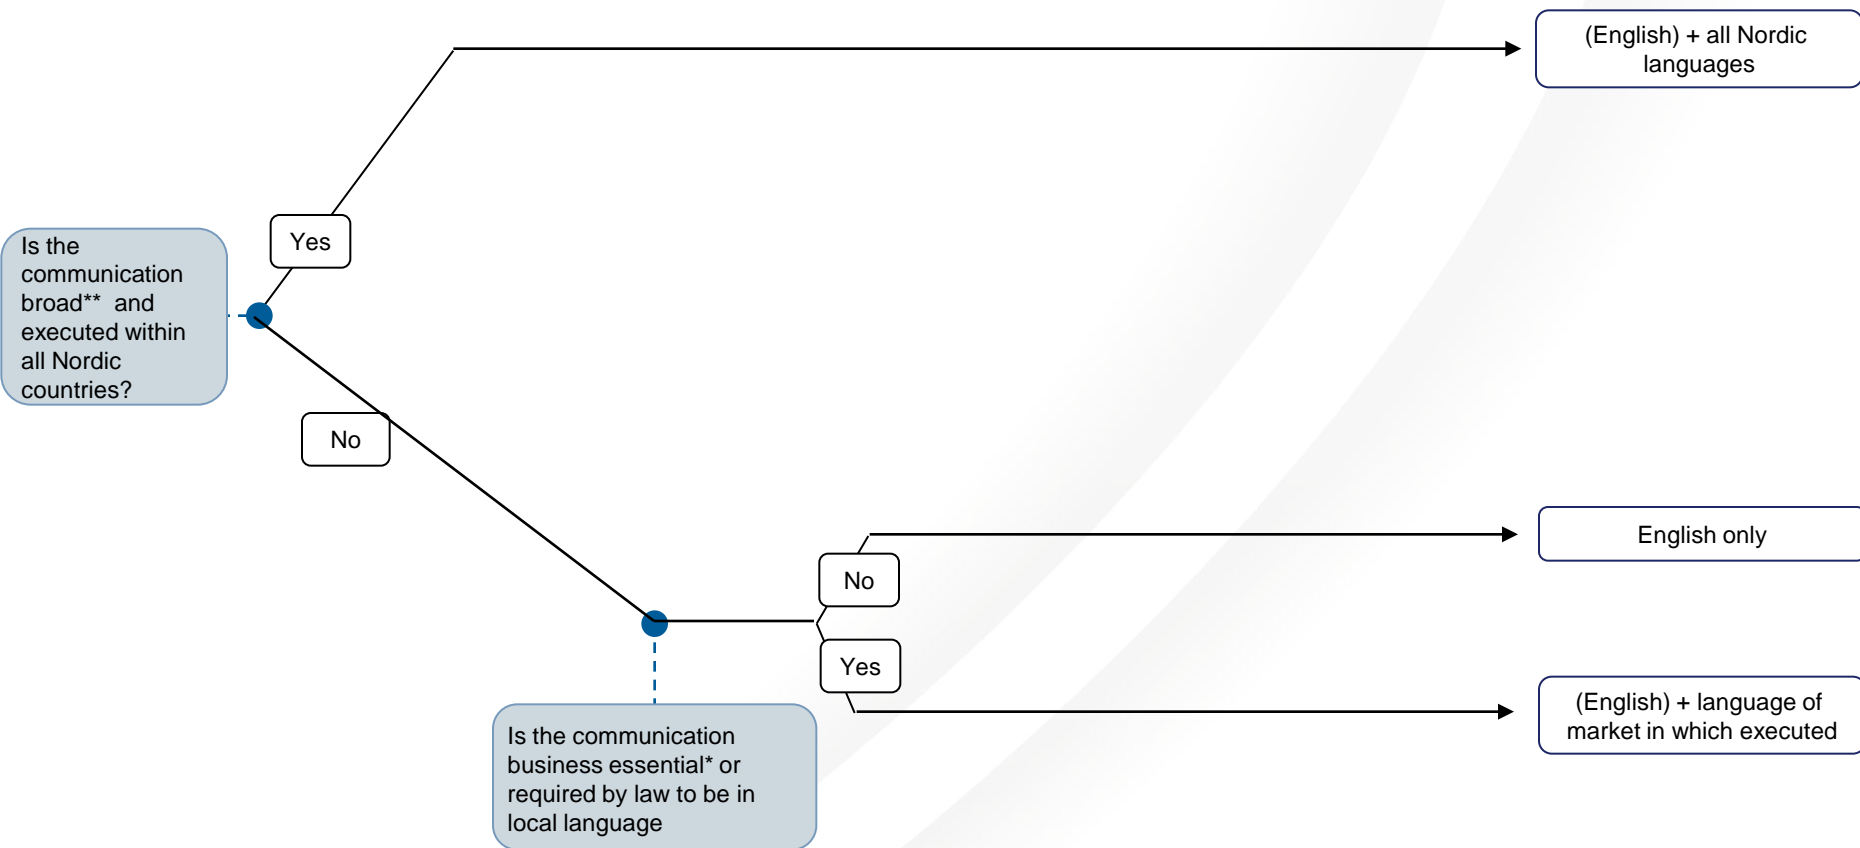 (English) + all Nordic
languages
Yes
Is the
communication
broad** and
executed within
all Nordic
countries?
No
No
English only
Yes
(English) + language of
market in which executed
Is the communication
business essential* or
required by law to be in
local language